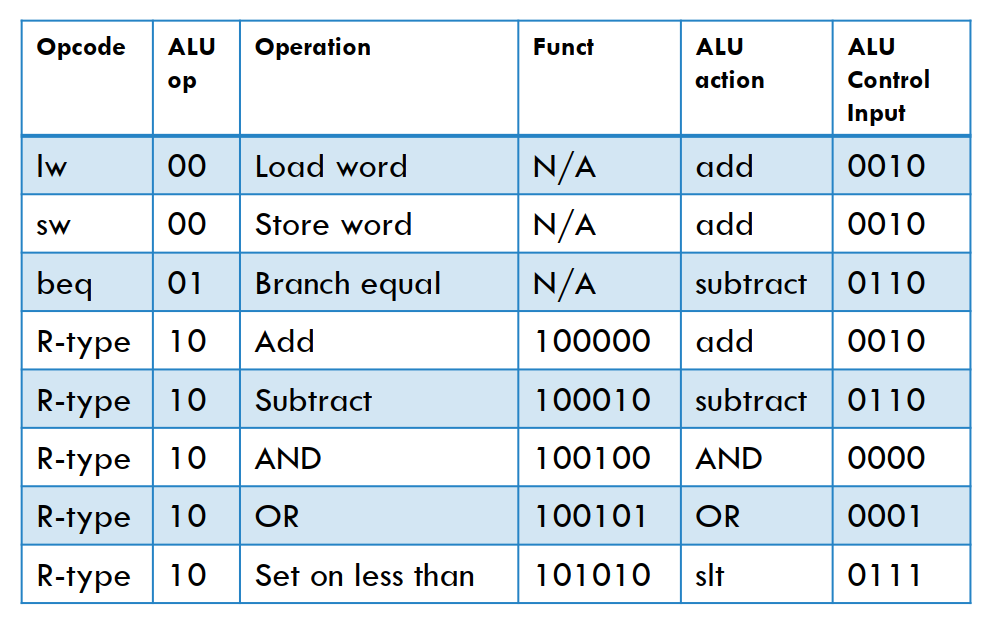 Opcode ALU op Operation Funct ALU action ALU Control Input
lw 00 Load word N/A add 0010
sw 00 Store word N/A add 0010
beq 01 Branch equal N/A subtract 0110
R-type 10 Add 100000 add 0010
R-type 10 Subtract 100010 subtract 0110
R-type 10 AND 100100 AND 0000
R-type 10 OR 100101 OR 0001
R-type 10 Set on less than 101010 slt 0111